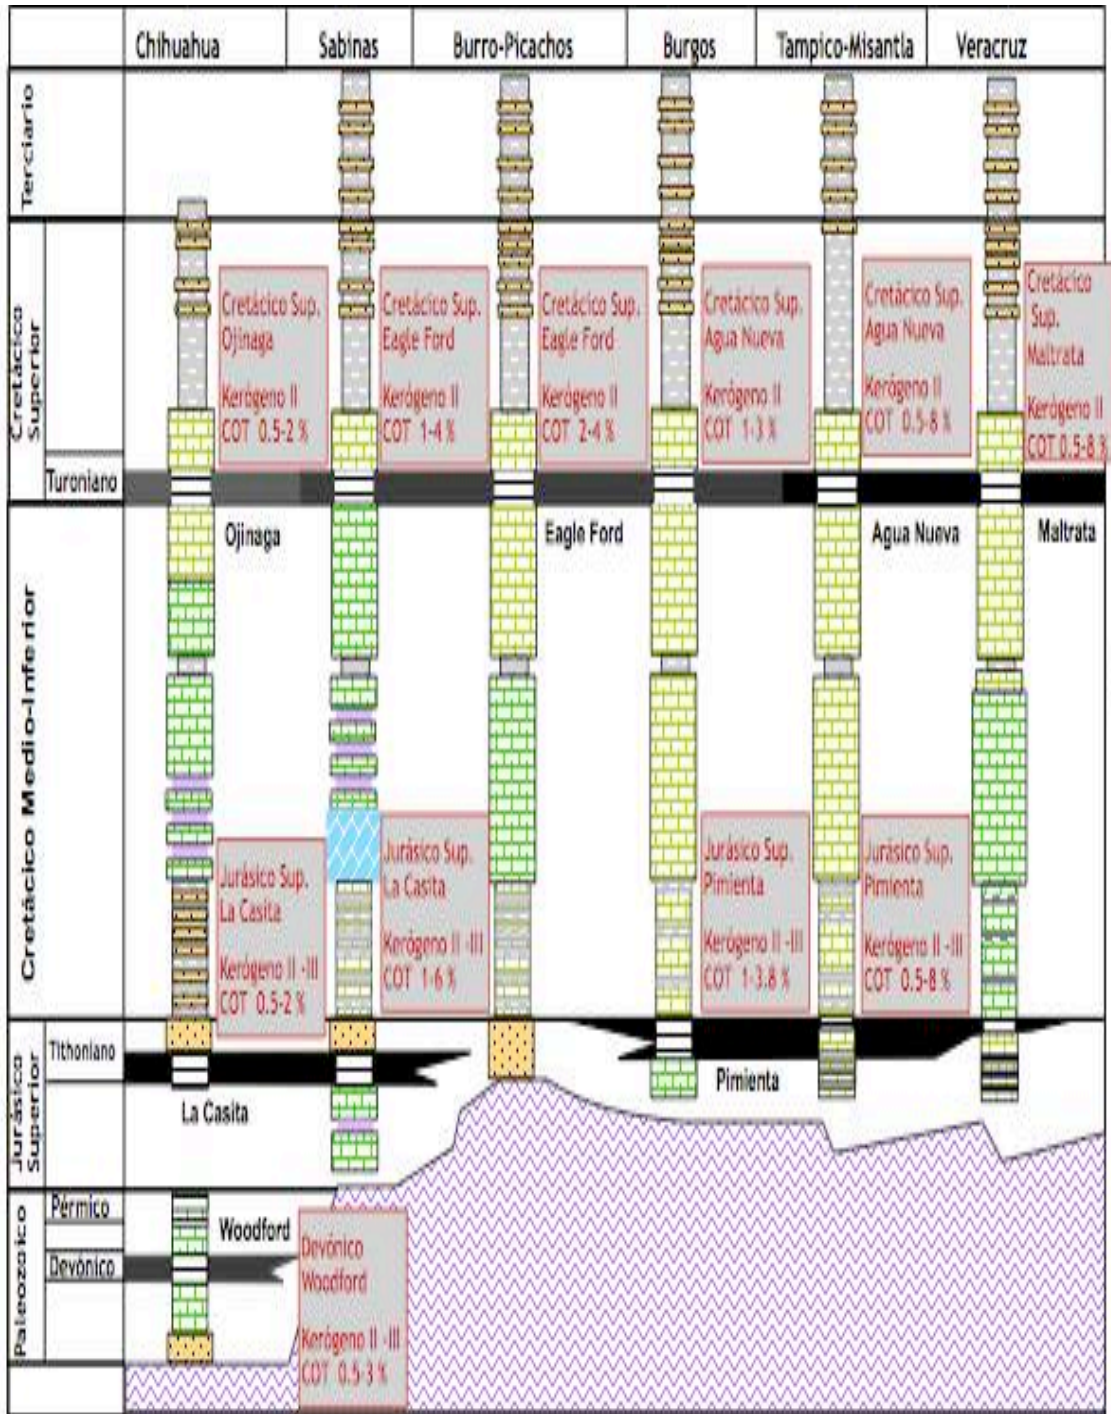 Chihuahua
Sabinas
Burro-Picachos
Burgos
Tampico-Misantla
Veracruz
Terciario
Cretácico
Superior
Turoniano
Cretácico Sup.
Ojinaga
Kerógeno II
COT 0.5-2 %
Cretácico Sup.
Eagle Ford
Kerógeno II
COT 1-4 %
Cretácico Sup.
Eagle Ford
Kerógeno II
COT 2-4 %
Cretácico Sup.
Agua Nueva
Kerógeno II
COT 1-3 %
Cretácico Sup.
Agua Nueva
Kerógeno II
COT 0.5-8 %
Cretácico
Sup.
Maltrata
Kerógeno II
COT 0.5-8 %
Ojinaga
Eagle Ford
Agua Nueva
Maltrata
Cretácico Medio-Inferior
Jurásico Sup.
La Casita
Kerógeno II -III
COT 0.5-2 %
Jurásico Sup.
La Casita
Kerógeno II -III
COT 1-6 %
Jurásico Sup.
Pimienta
Kerógeno II -III
COT 1-3.8 %
Jurásico Sup.
Pimienta
Kerógeno II -III
COT 0.5-8 %
Jurásico
Superior
Tithoniano
La Casita
Pimienta
Paleozoico
Pérmico
Devónico
Woodford
Devónico
Woodford
Kerógeno II -III
COT 0.5-3 %